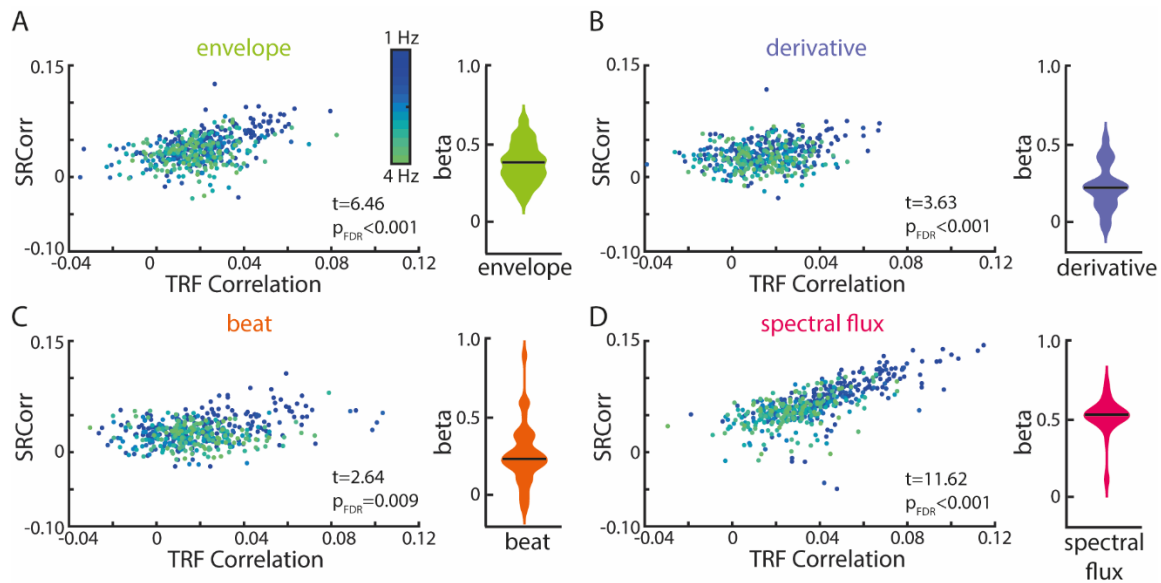 A
envelope
1 Hz
4 Hz
0.15
0
-0.10
SRCorr
-0.04
0
0.04
0.08
0.12
TRF Correlation
t=6.46
pFDR<0.001
1.0
0.5
0
beta
envelope
B
derivative
0.15
0
-0.10
SRCorr
-0.04
0
0.04
0.08
0.12
TRF Correlation
t=3.63
pFDR<0.001
1.0
0.5
0
beta
derivative
C
beat
0.15
0
-0.10
SRCorr
-0.04
0
0.04
0.08
0.12
TRF Correlation
t=2.64
pFDR=0.009
1.0
0.5
0
beta
beat
D
spectral flux
0.15
0
-0.10
SRCorr
-0.04
0
0.04
0.08
0.12
TRF Correlation
t=11.62
pFDR<0.001
1.0
0.5
0
beta
spectral
flux